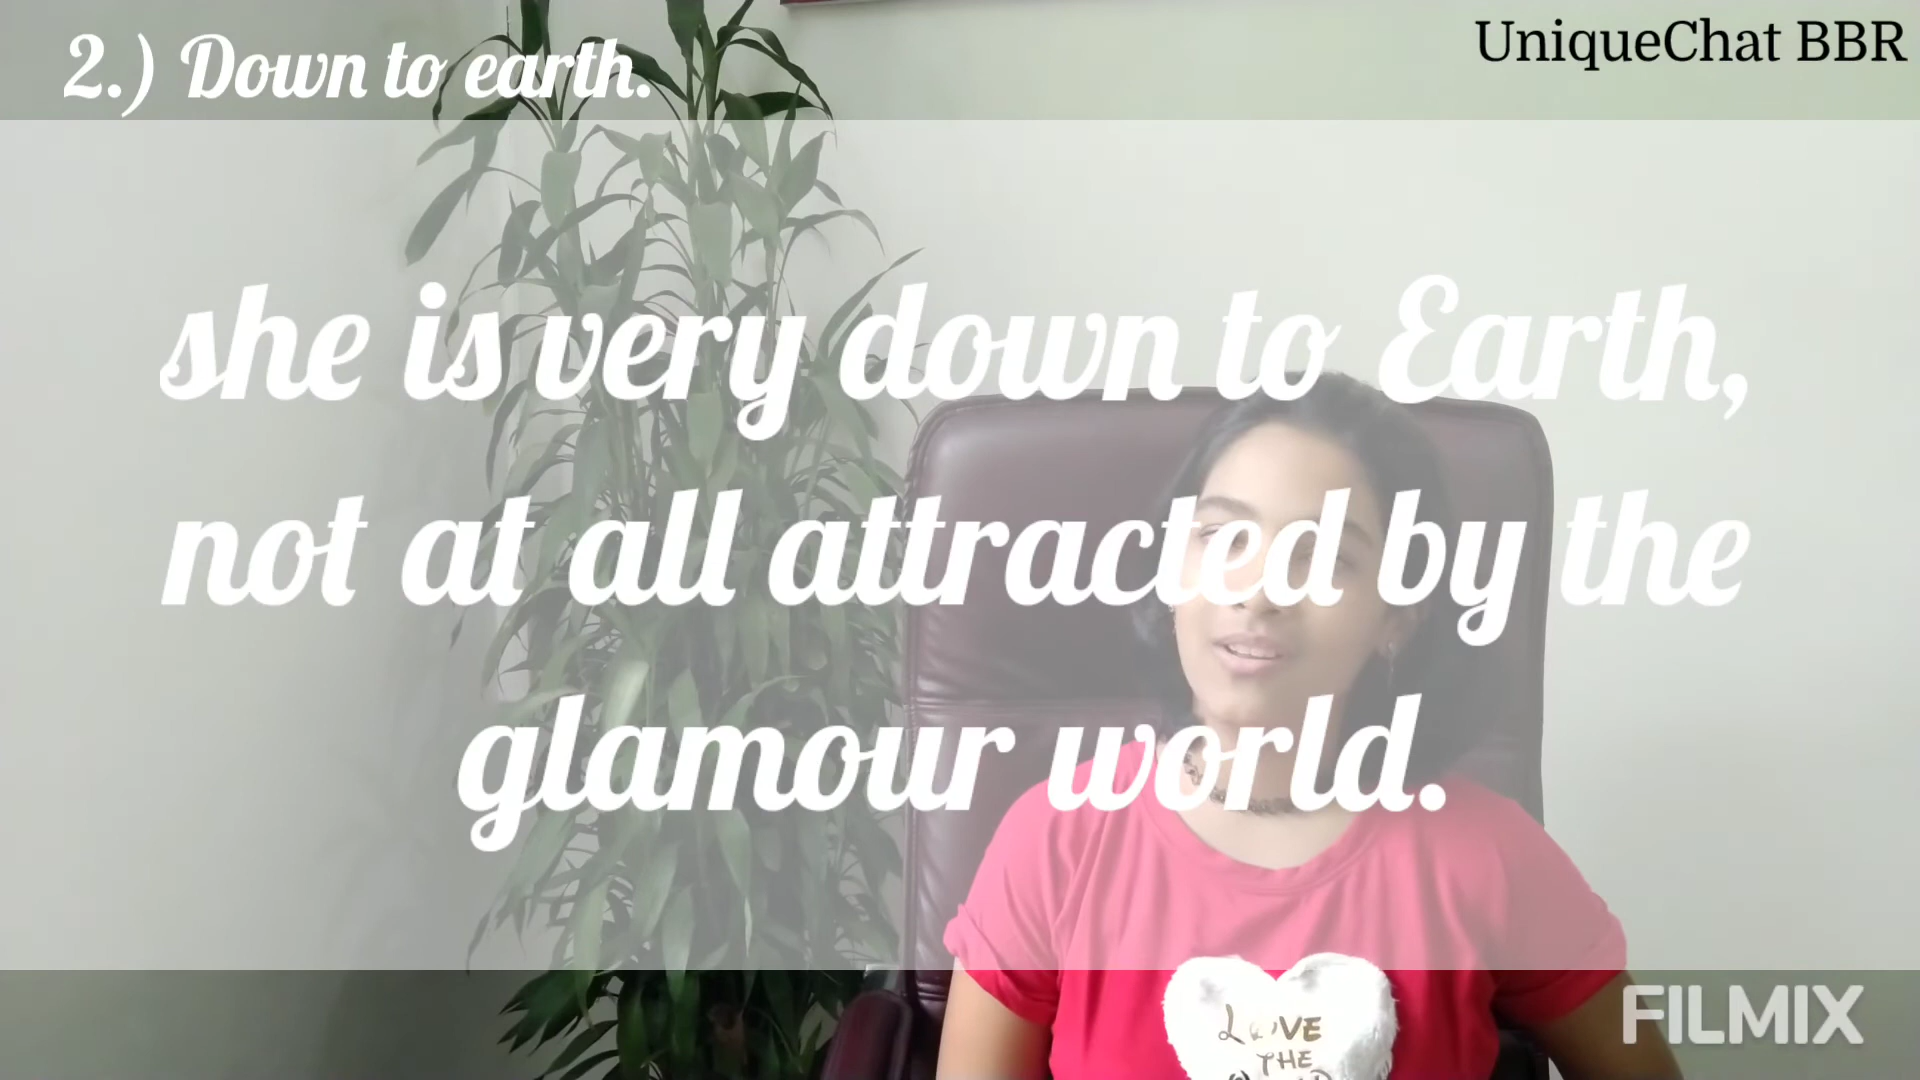 2.) Down to earth.
UniqueChat BBR
she is very down to Earth,
not at all attracted by the
glamour world.
LOVE
THE
FILMIX